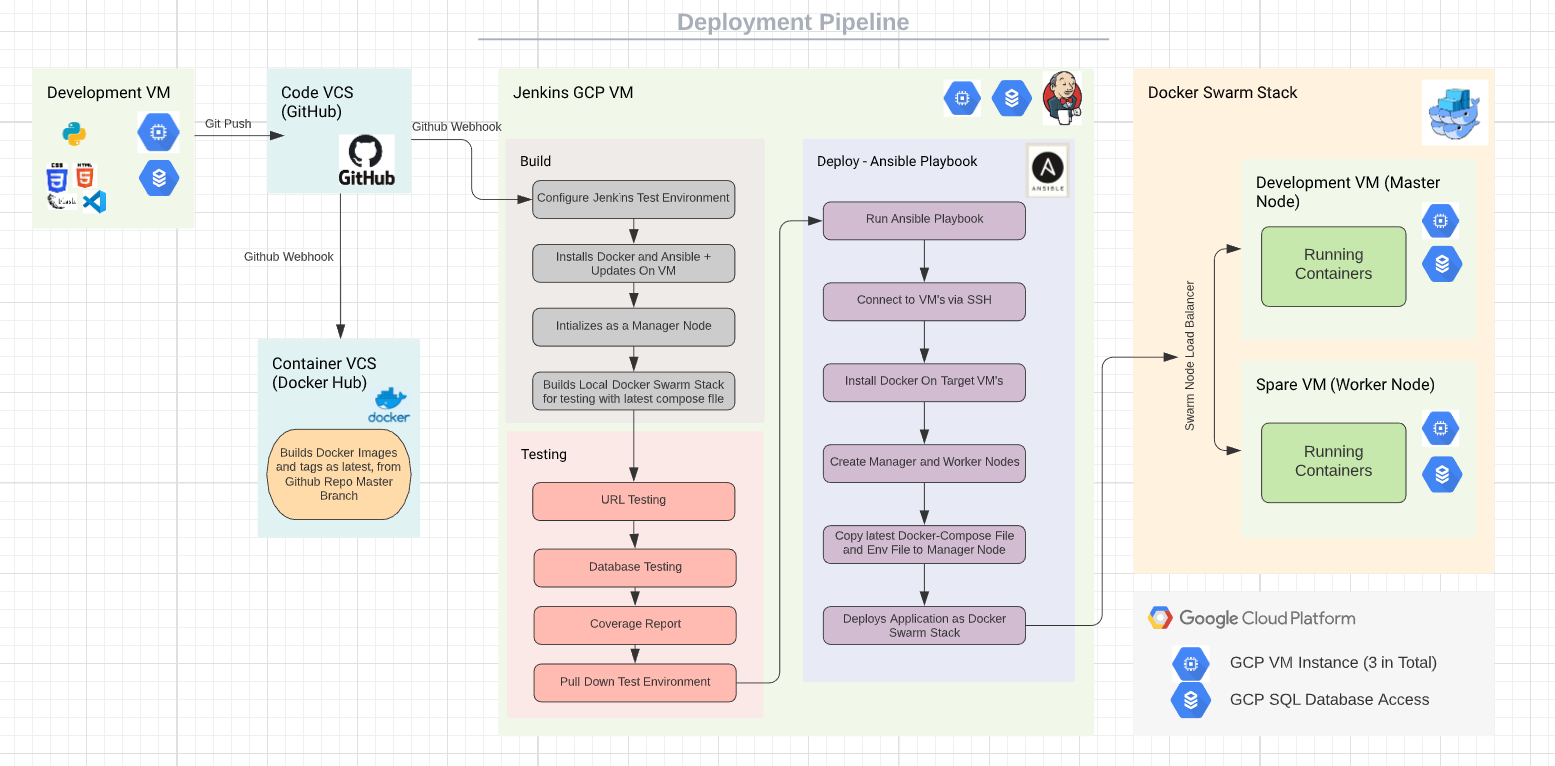 Deployment Pipeline
Development VM
CSS
HTML
Flask
Git Push
Code VCS
(GitHub)
GitHub
Github Webhook
Github Webhook
Container VCS
(Docker Hub)
docker
Builds Docker Images
and tags as latest, from
Github Repo Master
Branch
Jenkins GCP VM
Build
Configure Jenkins Test Environment
Installs Docker and Ansible +
Updates On VM
Intializes as a Manager Node
Builds Local Docker Swarm Stack
for testing with latest compose file
Testing
URL Testing
Database Testing
Coverage Report
Pull Down Test Environment
Deploy - Ansible Playbook
ANSIBLE
Run Ansible Playbook
Connect to VM's via SSH
Install Docker On Target VM's
Create Manager and Worker Nodes
Copy latest Docker-Compose File
and Env File to Manager Node
Deploys Application as Docker
Swarm Stack
Docker Swarm Stack
Swarm Node Load Balancer
Development VM (Master
Node)
Running
Containers
Spare VM (Worker Node)
Running
Containers
Google Cloud Platform
GCP VM Instance (3 in Total)
GCP SQL Database Access